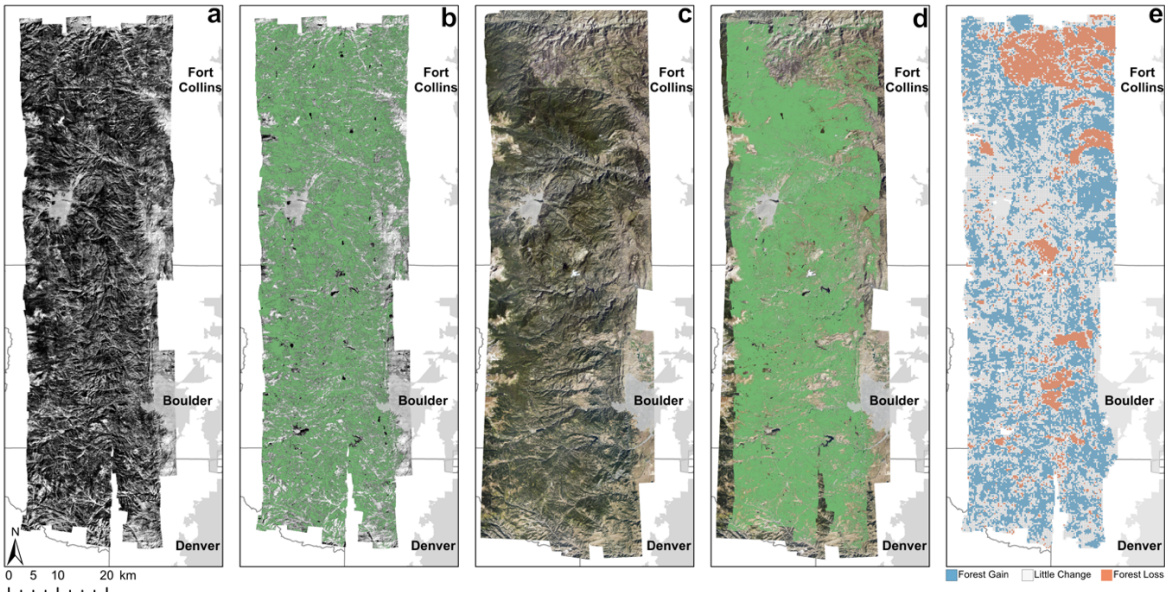 a
Fort
Collins
Boulder
Denver
N
0 5 10 20 km
b
Fort
Collins
Boulder
Denver
c
Fort
Collins
Boulder
Denver
d
Fort
Collins
Boulder
Denver
e
Fort
Collins
Boulder
Denver
Forest Gain Little Change Forest Loss